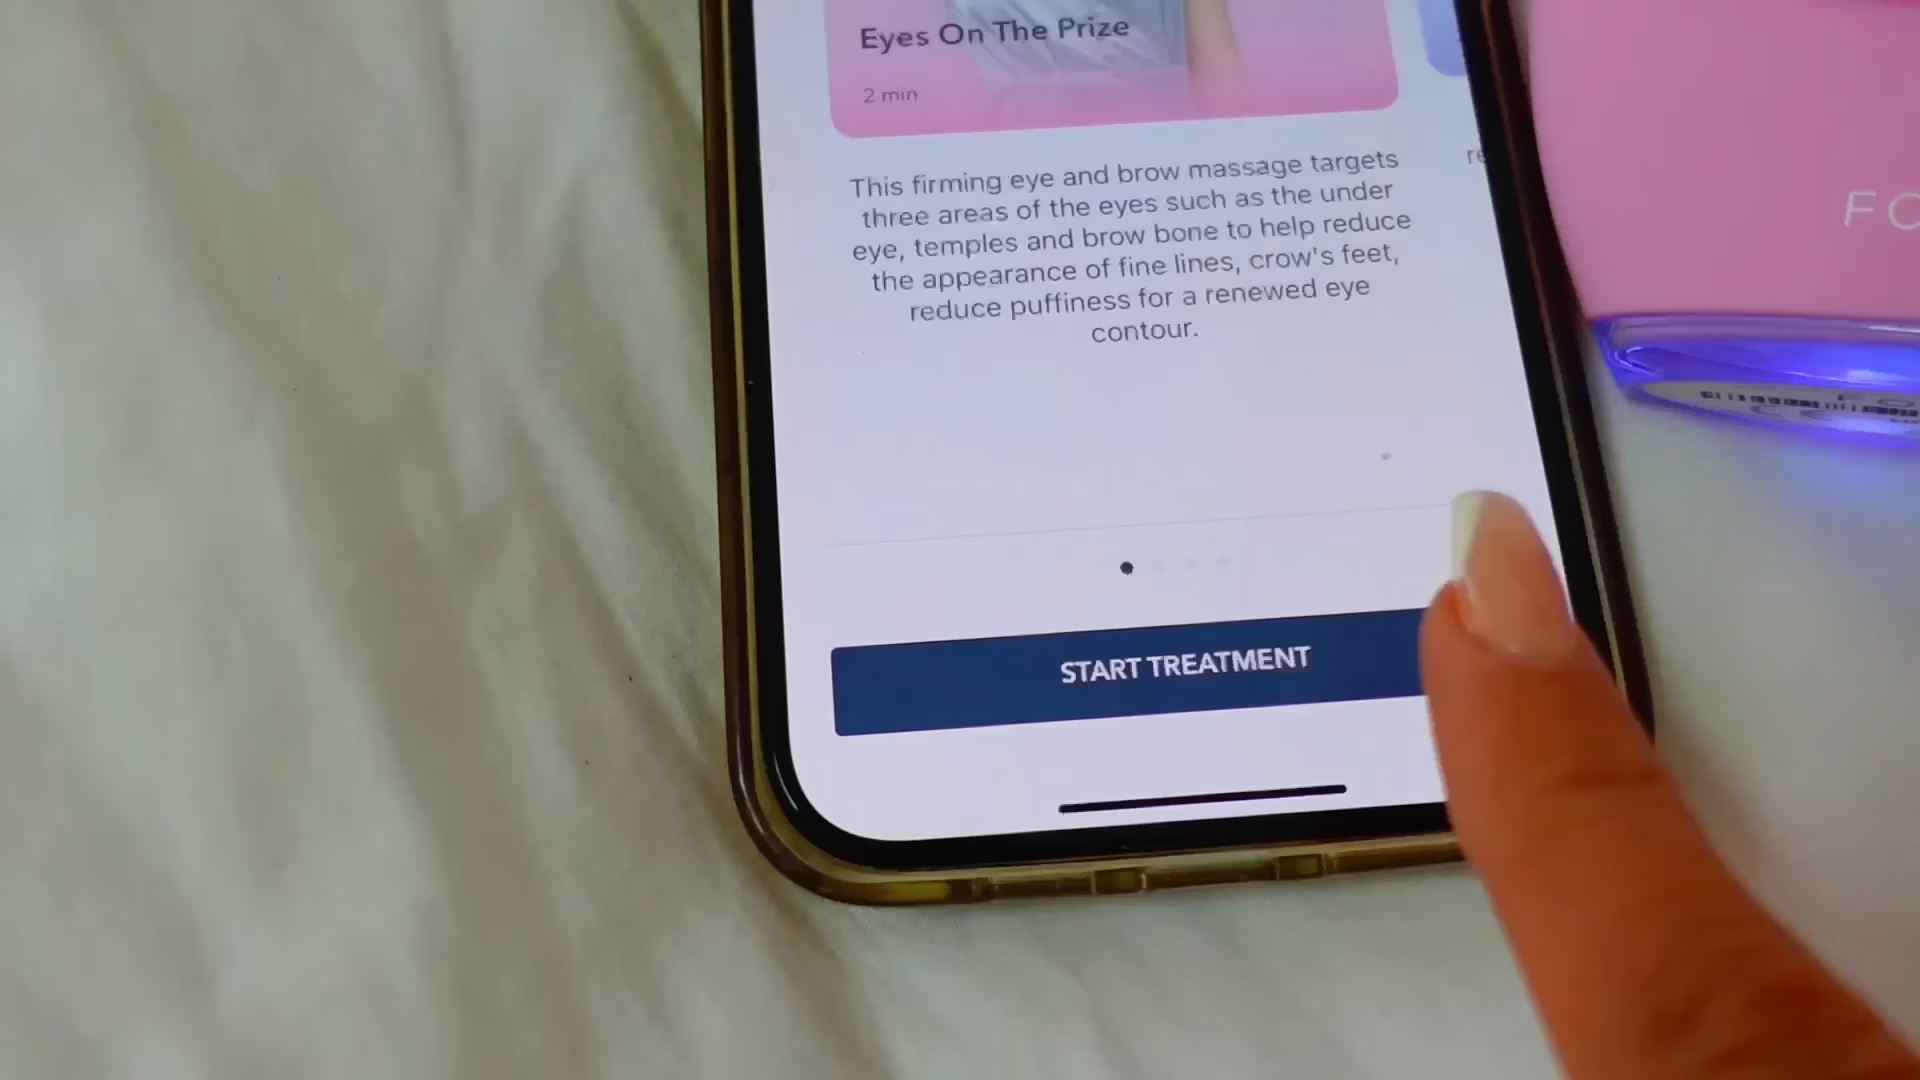 Eyes On The Prize
2 min
This firming eye and brow massage targets
three areas of the eyes such as the under
eye, temples and brow bone to help reduce
the appearance of fine lines, crow's feet,
reduce puffiness for a renewed eye
contour.
START TREATMENT
FO